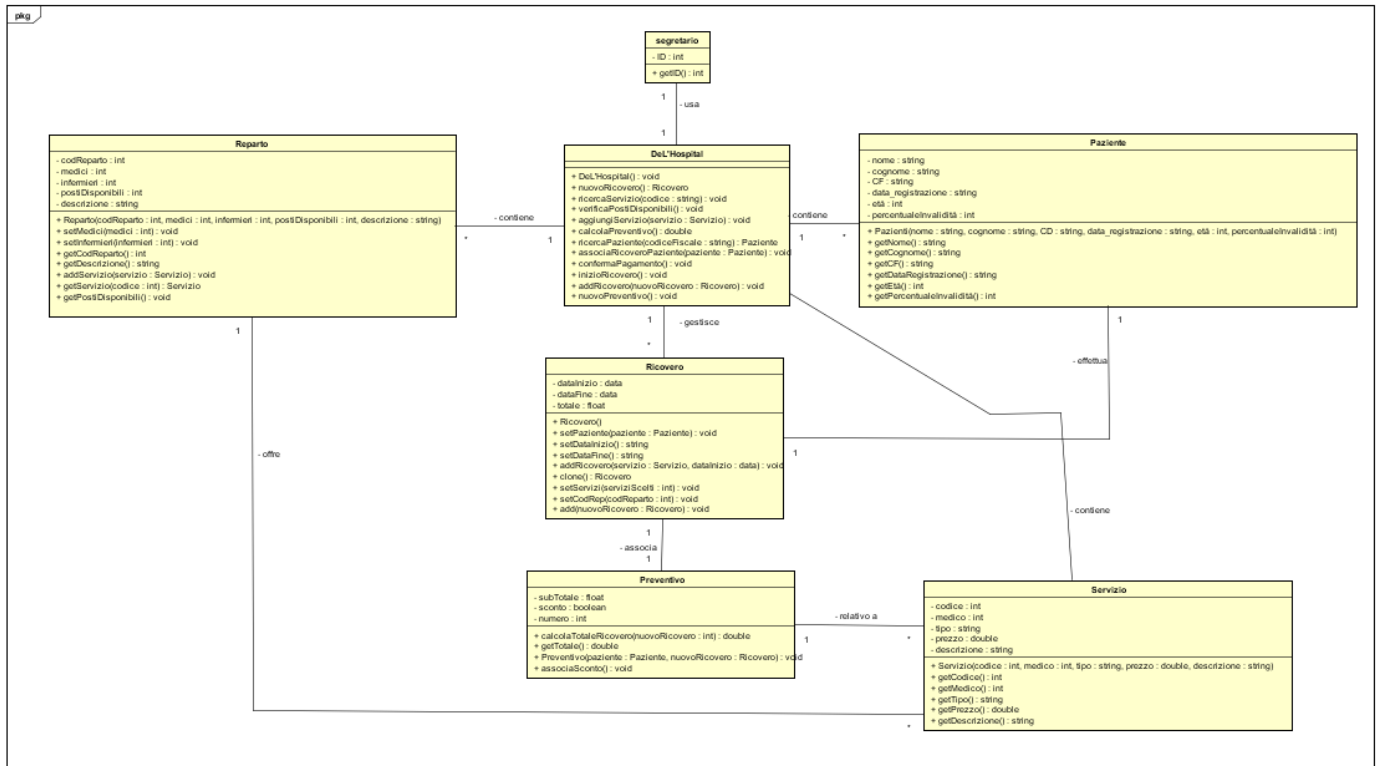 pkg
segretario
- ID : int
+ getID() : int
1
- usa
1
Reparto
- codReparto : int
- medici : int
- infermieri : int
- postiDisponibili : int
- descrizione : string
+ Reparto(codReparto : int, medici : int, infermieri : int, postiDisponibili : int, descrizione : string)
+ setMedici(medici : int) : void
+ setInfermieri(infermieri : int) : void
+ getCodReparto() : int
+ getDescrizione() : string
+ addServizio(servizio : Servizio) : void
+ getServizio(codice : int) : Servizio
+ getPostiDisponibili() : void
- contiene
*
1
DeL'Hospital
+ DeL'Hospital() : void
+ nuovoRicovero() : Ricovero
+ ricercaServizio(codice : string) : void
+ verificaPostiDisponibili() : void
+ aggiungiServizio(servizio : Servizio) : void
+ calcolaPreventivo() : double
+ ricercaPaziente(codiceFiscale : string) : Paziente
+ associaRicoveroPaziente(paziente : Paziente) : void
+ confermaPagamento() : void
+ inizioRicovero() : void
+ addRicovero(nuovoRicovero : Ricovero) : void
+ nuovoPreventivo() : void
contiene
1
*
Paziente
- nome : string
- cognome : string
- CF : string
- data_registrazione : string
- età : int
- percentualeInvalidità : int
+ Pazienti(nome : string, cognome : string, CD : string, data_registrazione : string, età : int, percentualeInvalidità : int)
+ getNome() : string
+ getCognome() : string
+ getCF() : string
+ getDataRegistrazione() : string
+ getEtà() : int
+ getPercentualeInvalidità() : int
1
- gestisce
*
1
- effettua
1
Ricovero
- dataInizio : data
- dataFine : data
- totale : float
+ Ricovero()
+ setPaziente(paziente : Paziente) : void
+ setDataInizio() : string
+ setDataFine() : string
+ addRicovero(servizio : Servizio, dataInizio : data) : void
+ clone() : Ricovero
+ setServizi(serviziScelti : int) : void
+ setCodRep(codReparto : int) : void
+ add(nuovoRicovero : Ricovero) : void
1
- offre
- contiene
1
- associa
1
Preventivo
- subTotale : float
- sconto : boolean
- numero : int
+ calcolaTotaleRicovero(nuovoRicovero : int) : double
+ getTotale() : double
+ Preventivo(paziente : Paziente, nuovoRicovero : Ricovero) : void
+ associaSconto() : void
- relativo a
1
*
Servizio
- codice : int
- medico : int
- tipo : string
- prezzo : double
- descrizione : string
+ Servizio(codice : int, medico : int, tipo : string, prezzo : double, descrizione : string)
+ getCodice() : int
+ getMedico() : int
+ getTipo() : string
+ getPrezzo() : double
+ getDescrizione() : string
*